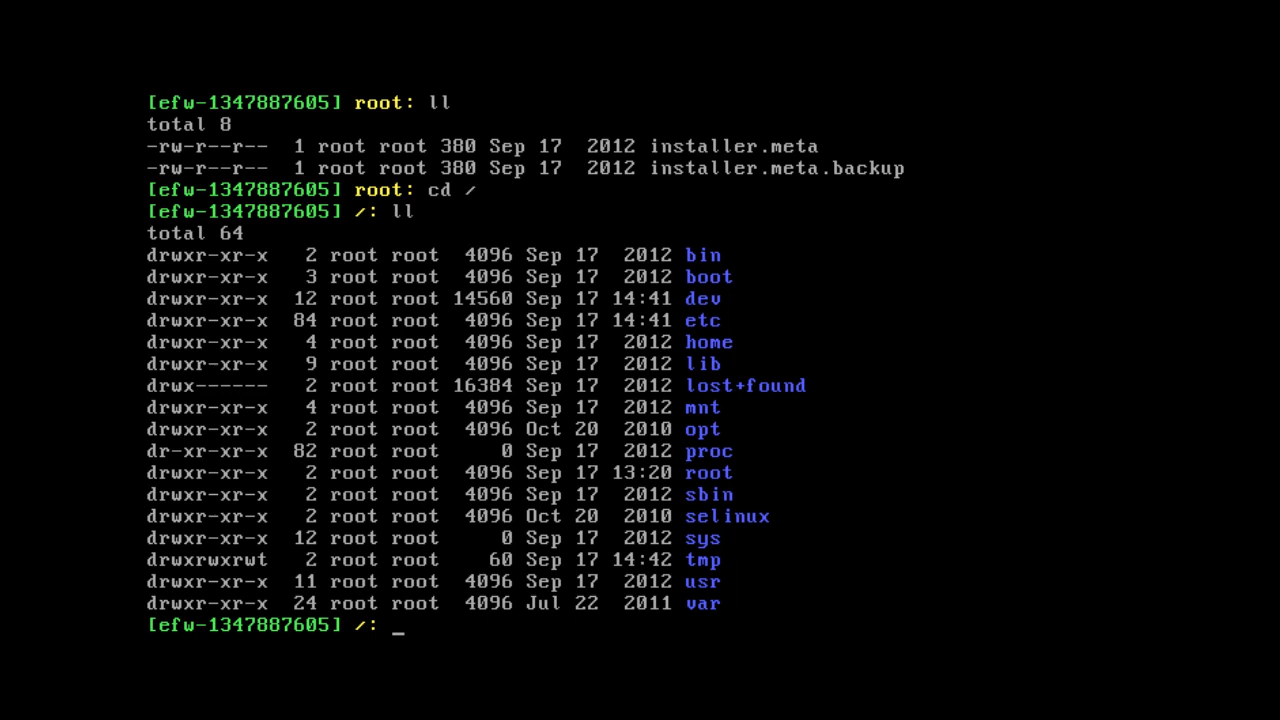 [efw-1347887605] root: ll
total 8
-rw-r--r--  1 root root 380 Sep 17  2012 installer.meta
-rw-r--r--  1 root root 380 Sep 17  2012 installer.meta.backup
[efw-1347887605] root: cd /
[efw-1347887605] /: ll
total 64
drwxr-xr-x   2 root root  4096 Sep 17  2012 bin
drwxr-xr-x   3 root root  4096 Sep 17  2012 boot
drwxr-xr-x  12 root root 14560 Sep 17 14:41 dev
drwxr-xr-x  84 root root  4096 Sep 17 14:41 etc
drwxr-xr-x   4 root root  4096 Sep 17  2012 home
drwxr-xr-x   9 root root  4096 Sep 17  2012 lib
drwx------   2 root root 16384 Sep 17  2012 lost+found
drwxr-xr-x   4 root root  4096 Sep 17  2012 mnt
drwxr-xr-x   2 root root  4096 Oct 20  2010 opt
dr-xr-xr-x  82 root root     0 Sep 17  2012 proc
drwxr-xr-x   2 root root  4096 Sep 17 13:20 root
drwxr-xr-x   2 root root  4096 Sep 17  2012 sbin
drwxr-xr-x   2 root root  4096 Oct 20  2010 selinux
drwxr-xr-x  12 root root     0 Sep 17  2012 sys
drwxrwxrwt   2 root root    60 Sep 17 14:42 tmp
drwxr-xr-x  11 root root  4096 Sep 17  2012 usr
drwxr-xr-x  24 root root  4096 Jul 22  2011 var
[efw-1347887605] /: _